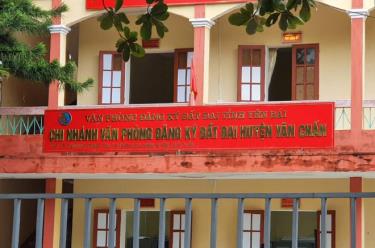 VĂN PHÒNG ĐĂNG KÝ ĐẤT ĐAI TỈNH YÊN BÁI
CHI NHÁNH VĂN PHÒNG ĐĂNG KÝ ĐẤT ĐAI HUYỆN VĂN CHẤN